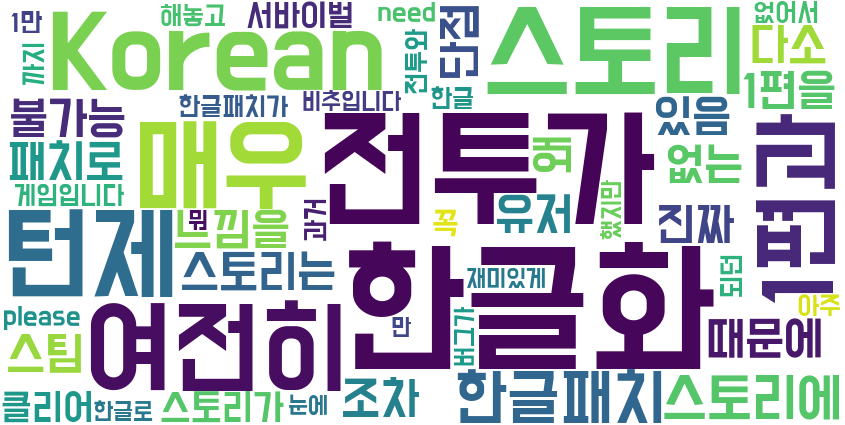 1만
해놓고
서바이벌
need
없어서
까지
Korean
전투와
단점
스토리
다소
불가능
한글패치가
비추입니다
한글
1편을
패치로
매우
전투가
왜
있음
없는
1편과
게임입니다
뭔
과거
꼭
유저
했지만
진짜
턴제
느낌을
스토리는
한글화
재미있게
되던
아주
please
여전히
만
버그가
때문에
스팀
클리어
한글로
스토리가
눈에
조차
한글패치
스토리에